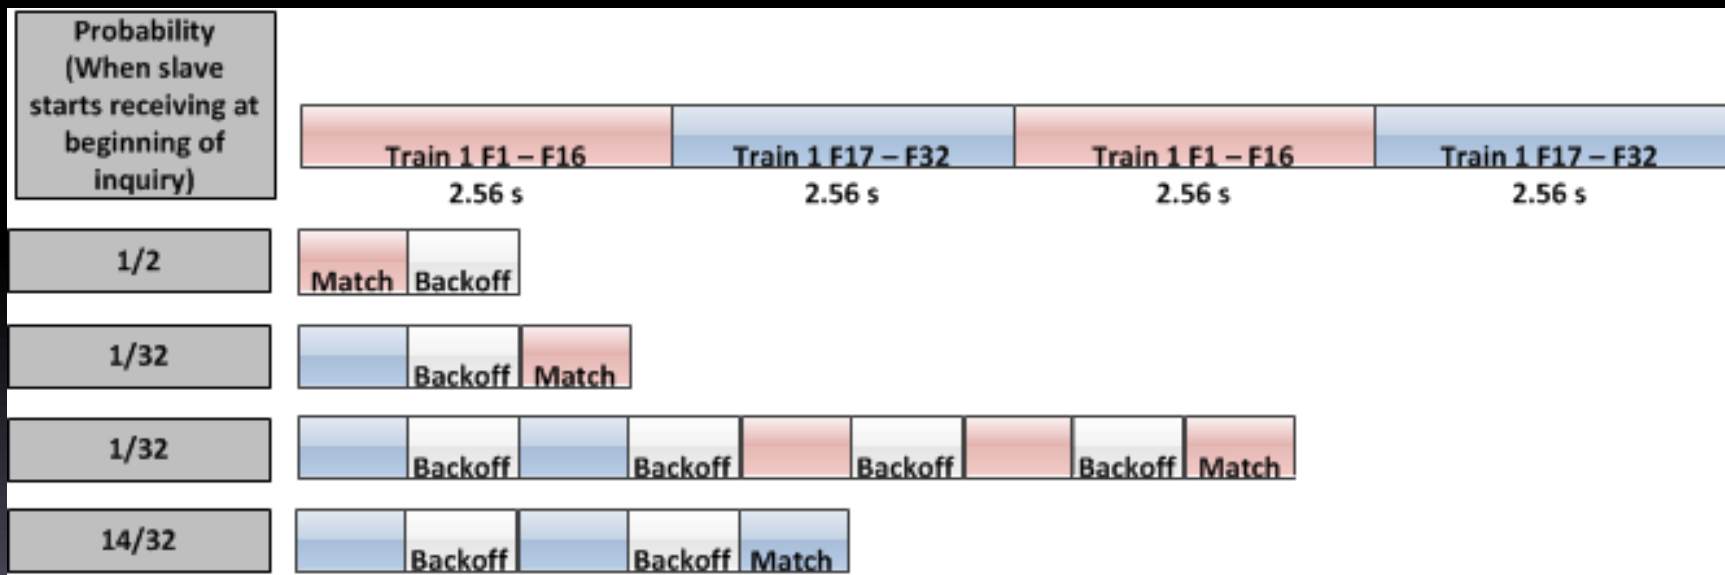 Probability
(When slave
starts receiving at
beginning of
inquiry)
Train 1 F1 – F16
Train 1 F17 – F32
Train 1 F1 – F16
Train 1 F17 – F32
2.56 s
2.56 s
2.56 s
2.56 s
1/2
Match
Backoff
1/32
Backoff
Match
1/32
Backoff
Backoff
Backoff
Backoff
Match
14/32
Backoff
Backoff
Match